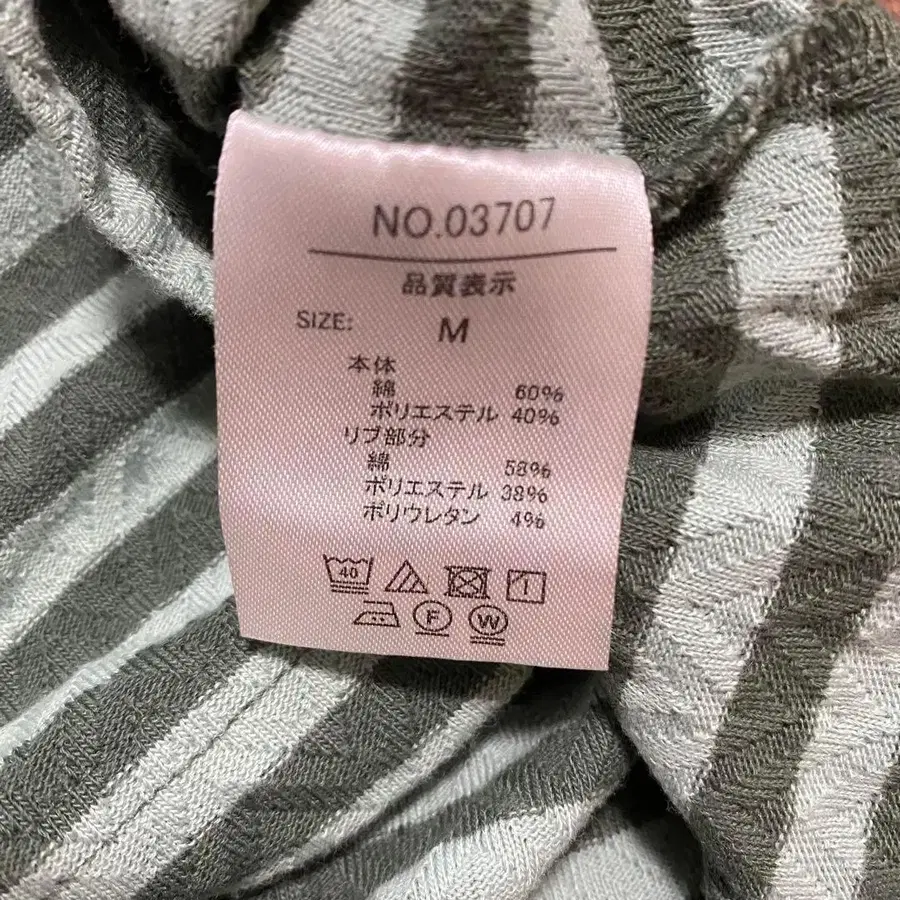 NO.03707
品質表示
SIZE: M
本体
綿 60%
ポリエステル 40%
リブ部分
綿 58%
ポリエステル 38%
ポリウレタン 4%
40
F W